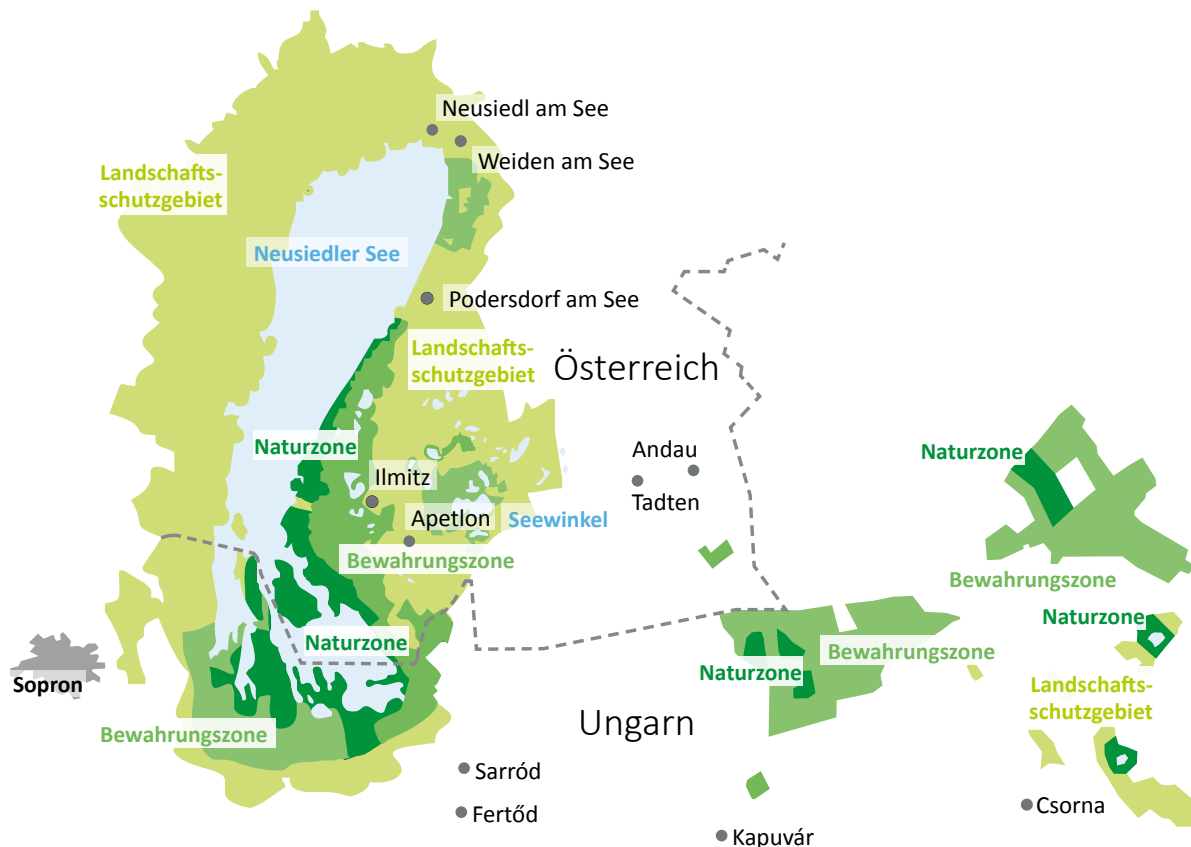 Neusiedl am See
Weiden am See
Landschafts-
schutzgebiet
Neusiedler See
Podersdorf am See
Landschafts-
schutzgebiet
Österreich
Naturzone
Andau
Naturzone
Ilmitz
Tadten
Apetlon
Seewinkel
Bewahrungszone
Bewahrungszone
Naturzone
Naturzone
Bewahrungszone
Naturzone
Sopron
Landschafts-
schutzgebiet
Ungarn
Bewahrungszone
Sarród
Fertőd
Csorna
Kapuvár